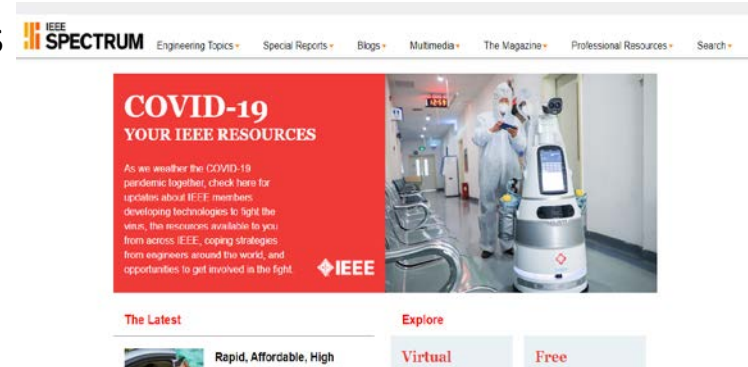 s
IEEE
SPECTRUM
Engineering Topics Special Reports Blogs Multimedia The Magazine Professional Resources Search
12:59
COVID-19
YOUR IEEE RESOURCES
As we weather the COVID-19
pandemic together, check here for
updates about IEEE members
developing technologies to fight the
virus, the resources available to you
from across IEEE, coping strategies
from engineers around the world, and
opportunities to get involved in the fight.
IEEE
The Latest
Explore
Rapid, Affordable, High
Virtual
Free